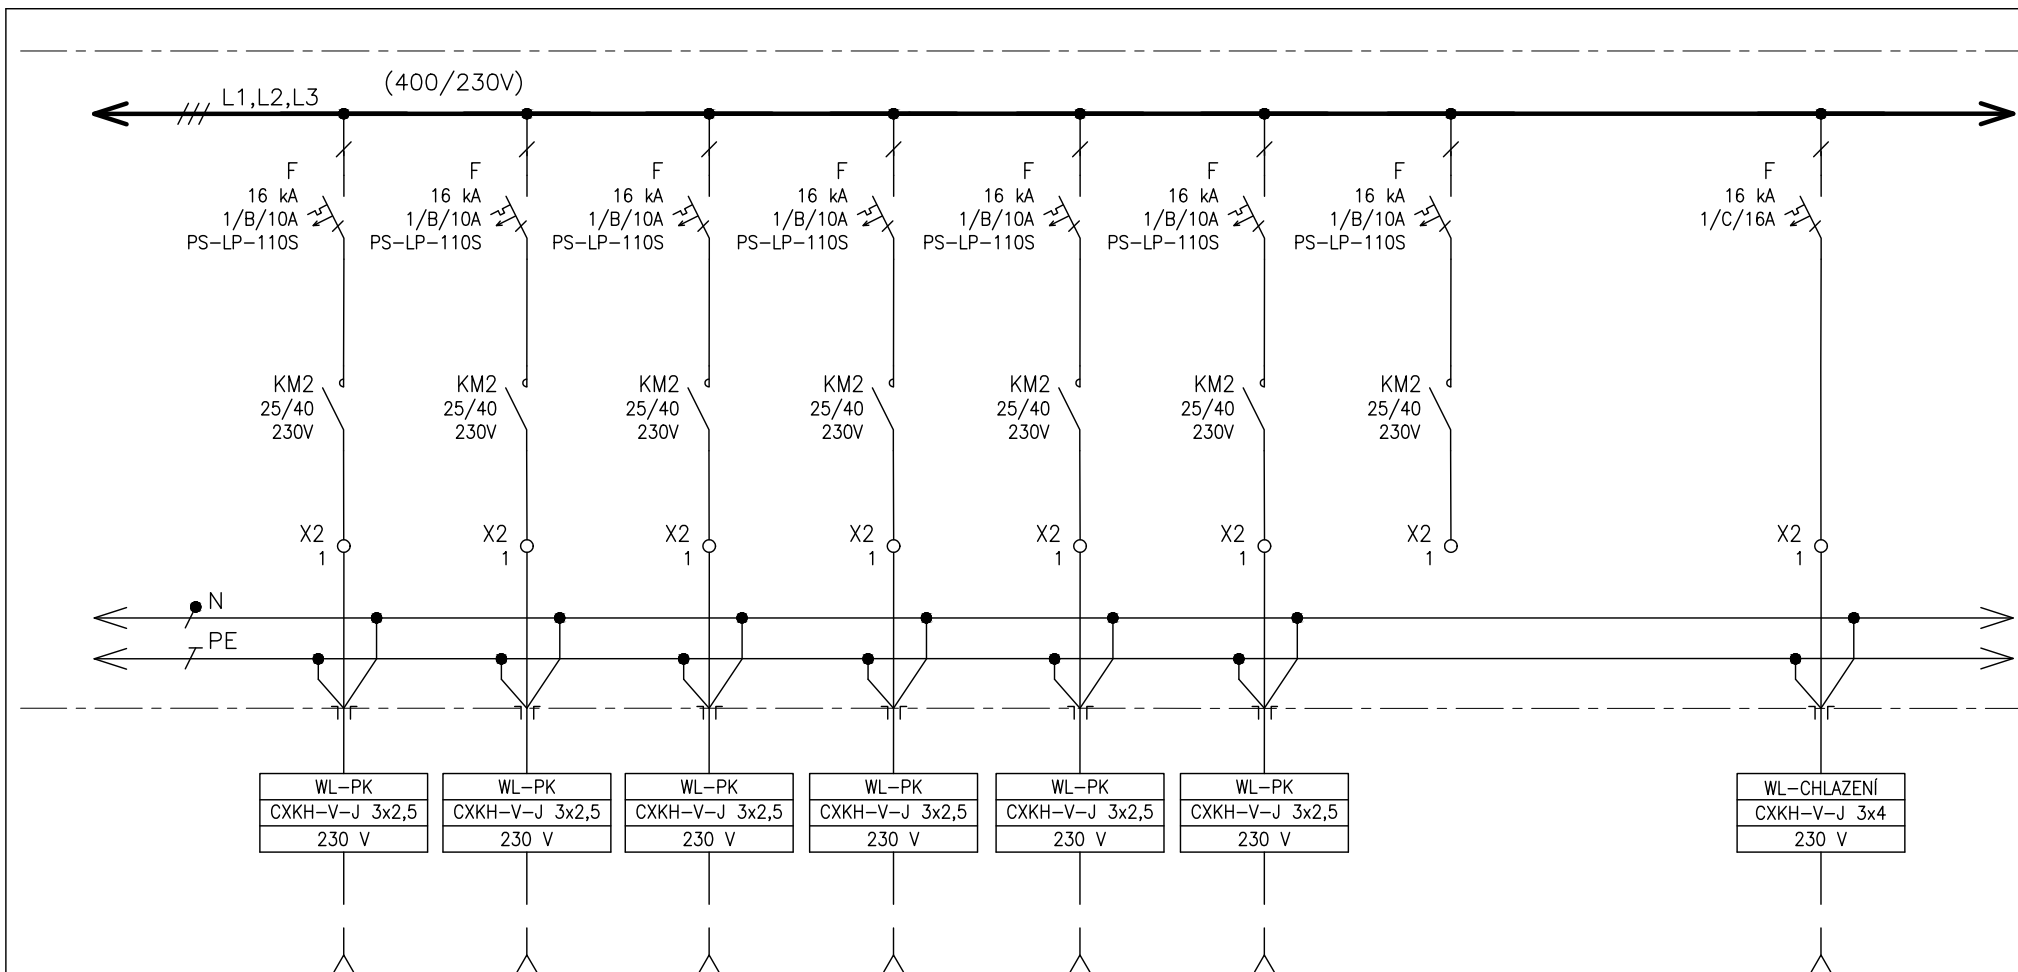 (400/230V)
L1,L2,L3
F
16 kA
1/B/10A
PS-LP-110S
F
16 kA
1/B/10A
PS-LP-110S
F
16 kA
1/B/10A
PS-LP-110S
F
16 kA
1/B/10A
PS-LP-110S
F
16 kA
1/B/10A
PS-LP-110S
F
16 kA
1/B/10A
PS-LP-110S
F
16 kA
1/B/10A
PS-LP-110S
F
16 kA
1/C/16A
KM2
25/40
230V
KM2
25/40
230V
KM2
25/40
230V
KM2
25/40
230V
KM2
25/40
230V
KM2
25/40
230V
KM2
25/40
230V
X2
1
X2
1
X2
1
X2
1
X2
1
X2
1
X2
1
X2
1
N
PE
WL-PK
CXKH-V-J 3x2,5
230 V
WL-PK
CXKH-V-J 3x2,5
230 V
WL-PK
CXKH-V-J 3x2,5
230 V
WL-PK
CXKH-V-J 3x2,5
230 V
WL-PK
CXKH-V-J 3x2,5
230 V
WL-PK
CXKH-V-J 3x2,5
230 V
WL-CHLAZENÍ
CXKH-V-J 3x4
230 V